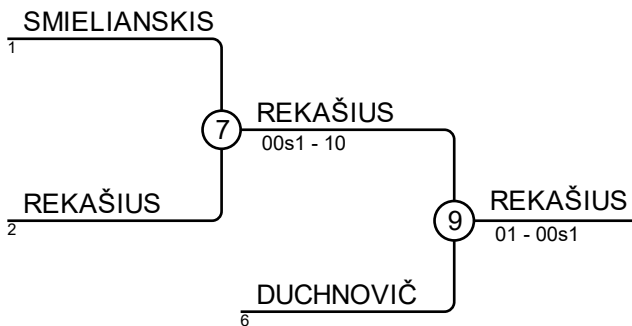 SMIELIANSKIS
1
7
REKAŠIUS
00s1 - 10
REKAŠIUS
2
9
REKAŠIUS
01 - 00s1
DUCHNOVIČ
6